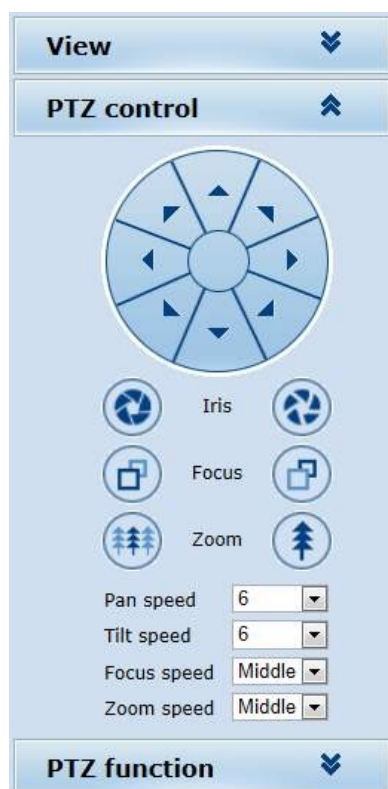 View
PTZ control
Iris
Focus
Zoom
Pan speed 6
Tilt speed 6
Focus speed Middle
Zoom speed Middle
PTZ function